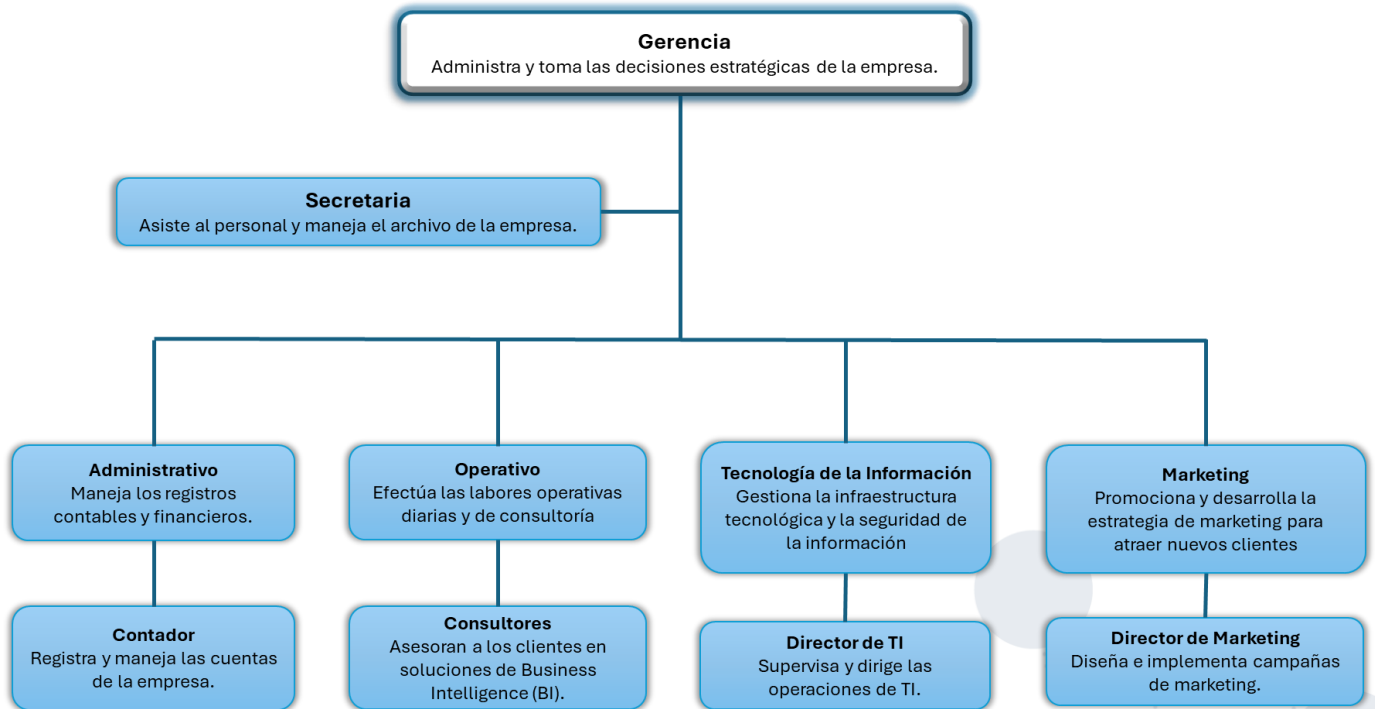 Gerencia
Administra y toma las decisiones estratégicas de la empresa.
Secretaria
Asiste al personal y maneja el archivo de la empresa.
Administrativo
Maneja los registros
contables y financieros.
Operativo
Efectúa las labores operativas
diarias y de consultoría
Tecnología de la Información
Gestiona la infraestructura
tecnológica y la seguridad de
la información
Marketing
Promociona y desarrolla la
estrategia de marketing para
atraer nuevos clientes
Contador
Registra y maneja las cuentas
de la empresa.
Consultores
Asesoran a los clientes en
soluciones de Business
Intelligence (BI).
Director de TI
Supervisa y dirige las
operaciones de TI.
Director de Marketing
Diseña e implementa campañas
de marketing.